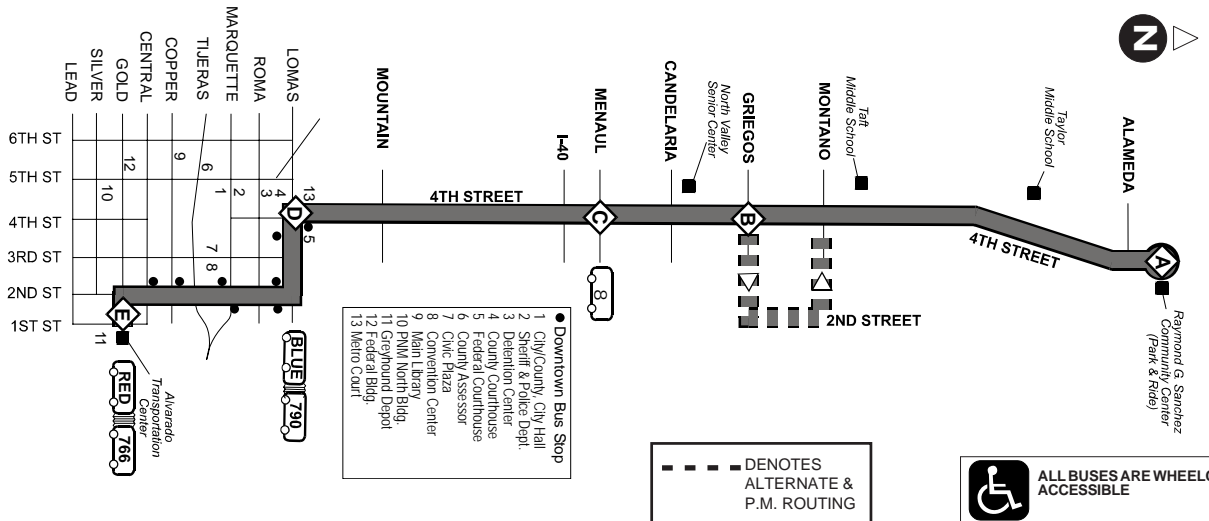 N
LEAD
SILVER
GOLD
CENTRAL
COPPER
TIJERAS
MARQUETTE
ROMA
LOMAS
MOUNTAIN
I-40
MENAUL
CANDELARIA
North Valley
Senior Center
GRIEGOS
MONTANO
Taft
Middle School
Taylor
Middle School
ALAMEDA
6TH ST
5TH ST
4TH ST
3RD ST
2ND ST
1ST ST
12
10
9
6
1
2
3
4
13
5
7
8
11
4TH STREET
4TH STREET
2ND STREET
A
B
C
D
E
8
Raymond G. Sanchez
Community Center
(Park & Ride)
Alvarado
Transportation
Center
BLUE 790
RED 766
● Downtown Bus Stop
1 City/County, City Hall
2 Sheriff & Police Dept.
3 Detention Center
4 County Courthouse
5 Federal Courthouse
6 County Assessor
7 Civic Plaza
8 Convention Center
9 Main Library
10 PNM North Bldg.
11 Greyhound Depot
12 Federal Bldg.
13 Metro Court
DENOTES
ALTERNATE &
P.M. ROUTING
ALL BUSES ARE WHEELC
ACCESSIBLE